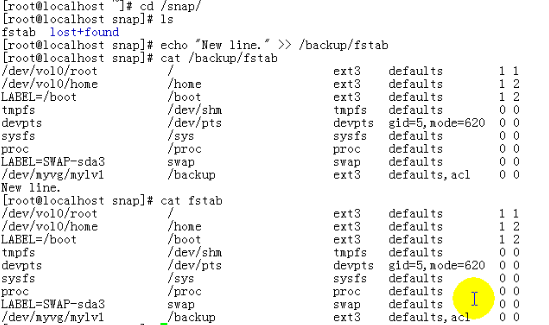 [root@localhost ~]# cd /snap/
[root@localhost snap]# ls
fstab  lost+found
[root@localhost snap]# echo "New line." >> /backup/fstab
[root@localhost snap]# cat /backup/fstab
/dev/vol0/root          /                       ext3    defaults        1 1
/dev/vol0/home          /home                   ext3    defaults        1 2
LABEL=/boot             /boot                   ext3    defaults        1 2
tmpfs                   /dev/shm                tmpfs   defaults        0 0
devpts                  /dev/pts                devpts  gid=5,mode=620  0 0
sysfs                   /sys                    sysfs   defaults        0 0
proc                    /proc                   proc    defaults        0 0
LABEL=SWAP-sda3         swap                    swap    defaults        0 0
/dev/myvg/mylv1         /backup                 ext3    defaults,acl    0 0
New line.
[root@localhost snap]# cat fstab
/dev/vol0/root          /                       ext3    defaults        1 1
/dev/vol0/home          /home                   ext3    defaults        1 2
LABEL=/boot             /boot                   ext3    defaults        1 2
tmpfs                   /dev/shm                tmpfs   defaults        0 0
devpts                  /dev/pts                devpts  gid=5,mode=620  0 0
sysfs                   /sys                    sysfs   defaults        0 0
proc                    /proc                   proc    defaults        0 0
LABEL=SWAP-sda3         swap                    swap    defaults        0 0
/dev/myvg/mylv1         /backup                 ext3    defaults,acl    0 0